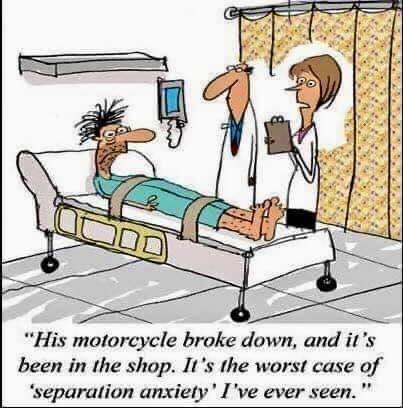 “His motorcycle broke down, and it’s
been in the shop. It’s the worst case of
‘separation anxiety’ I’ve ever seen.”